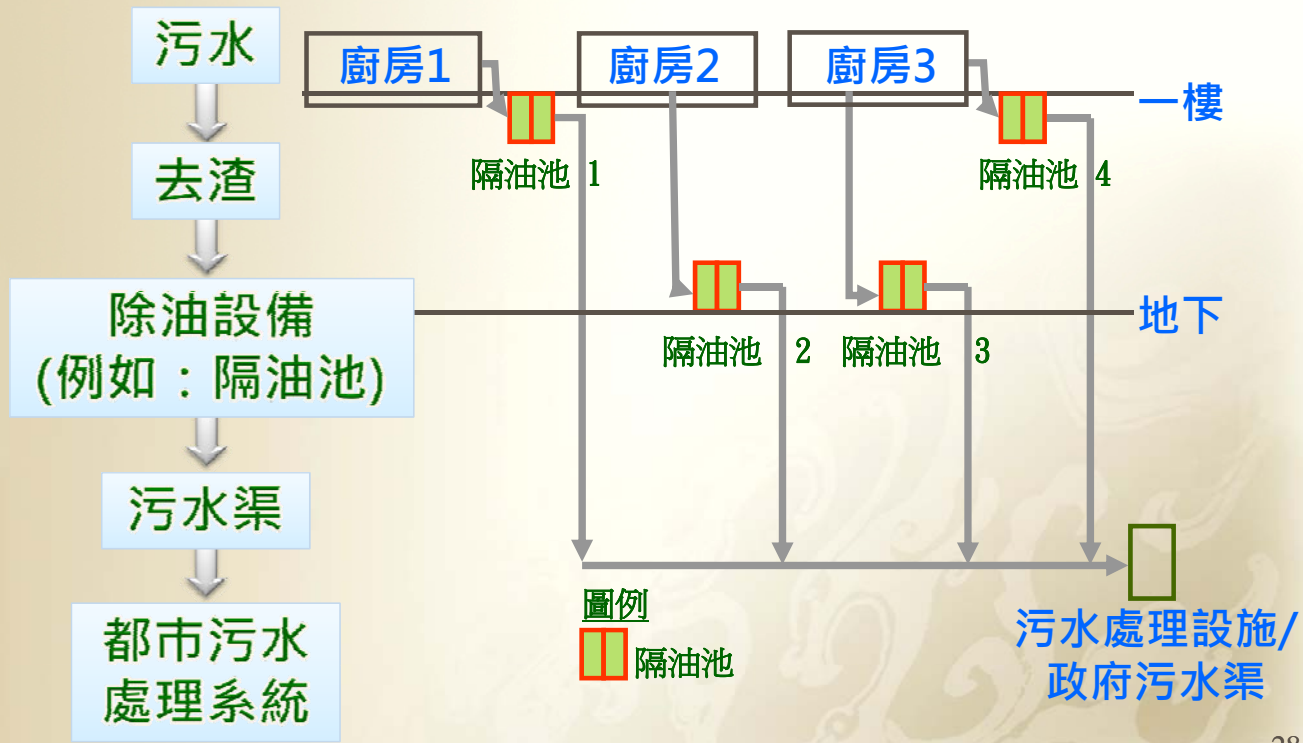 污水
去渣
除油設備
(例如：隔油池)
污水渠
都市污水
處理系統
廚房1
廚房2
廚房3
一樓
隔油池 1
隔油池 4
地下
隔油池 2
隔油池 3
圖例
隔油池
污水處理設施/
政府污水渠
28